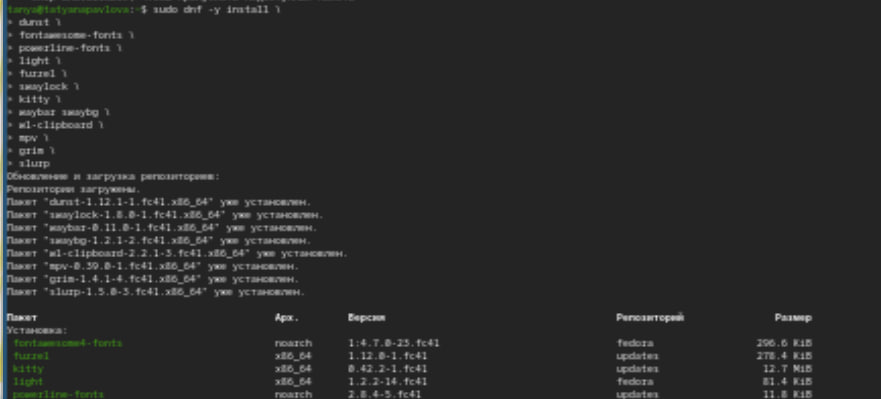 tanya@tatyanapavlova:~$ sudo dnf -y install \
> dunst \
> fontawesome-fonts \
> powerline-fonts \
> light \
> fuzzel \
> swaylock \
> kitty \
> waybar swaybg \
> wl-clipboard \
> mpv \
> grim \
> slurp
Обновление и загрузка репозиториев:
Репозитории загружены.
Пакет "dunst-1.12.1-1.fc41.x86_64" уже установлен.
Пакет "swaylock-1.8.0-1.fc41.x86_64" уже установлен.
Пакет "waybar-0.11.0-1.fc41.x86_64" уже установлен.
Пакет "swaybg-1.2.1-2.fc41.x86_64" уже установлен.
Пакет "wl-clipboard-2.2.1-3.fc41.x86_64" уже установлен.
Пакет "mpv-0.39.0-1.fc41.x86_64" уже установлен.
Пакет "grim-1.4.1-4.fc41.x86_64" уже установлен.
Пакет "slurp-1.5.0-3.fc41.x86_64" уже установлен.
Пакет Арх. Версия Репозиторий Размер
Установка:
fontawesome4-fonts noarch 1:4.7.0-23.fc41 fedora 296.6 KiB
fuzzel x86_64 1.12.0-1.fc41 updates 278.4 KiB
kitty x86_64 0.42.2-1.fc41 updates 12.7 MiB
light x86_64 1.2.2-14.fc41 fedora 81.4 KiB
powerline-fonts noarch 2.8.4-5.fc41 updates 11.8 KiB